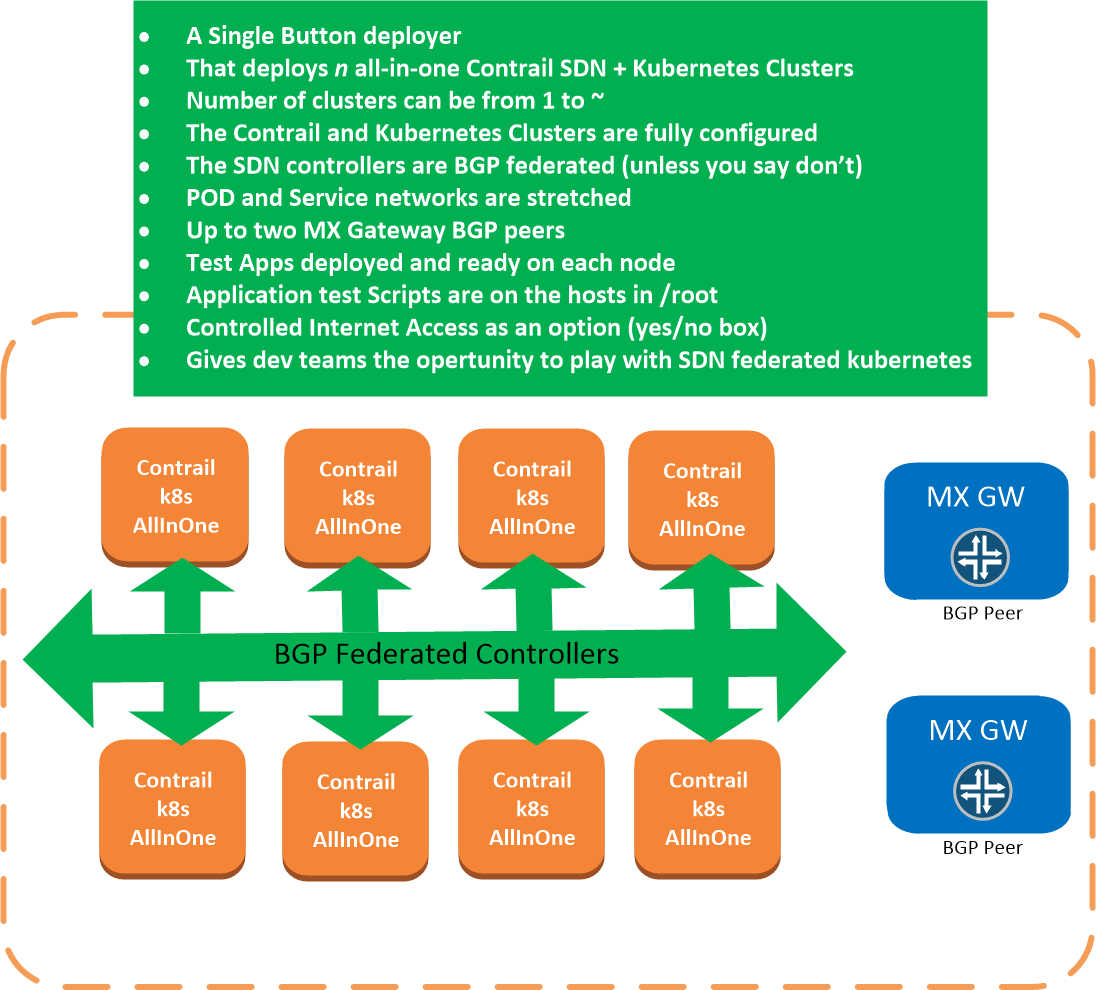 • A Single Button deployer
• That deploys n all-in-one Contrail SDN + Kubernetes Clusters
• Number of clusters can be from 1 to ~
• The Contrail and Kubernetes Clusters are fully configured
• The SDN controllers are BGP federated (unless you say don’t)
• POD and Service networks are stretched
• Up to two MX Gateway BGP peers
• Test Apps deployed and ready on each node
• Application test Scripts are on the hosts in /root
• Controlled Internet Access as an option (yes/no box)
• Gives dev teams the opertunity to play with SDN federated kubernetes
Contrail
k8s
AllInOne
Contrail
k8s
AllInOne
Contrail
k8s
AllInOne
Contrail
k8s
AllInOne
MX GW
BGP Peer
BGP Federated Controllers
Contrail
k8s
AllInOne
Contrail
k8s
AllInOne
Contrail
k8s
AllInOne
Contrail
k8s
AllInOne
MX GW
BGP Peer